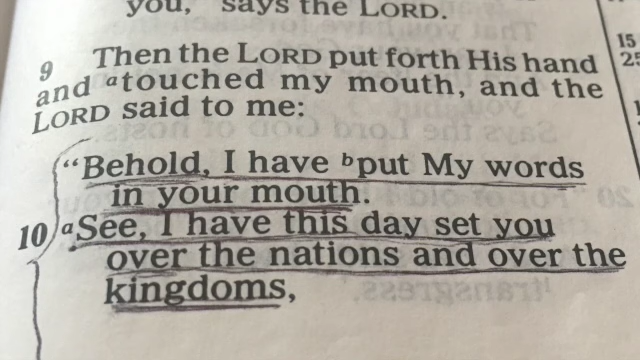 you," says the LORD.
9 Then the LORD put forth His hand
and ᵃtouched my mouth, and the
LORD said to me:
"Behold, I have ᵇput My words
in your mouth.
10 ᵃSee, I have this day set you
over the nations and over the
kingdoms,
15